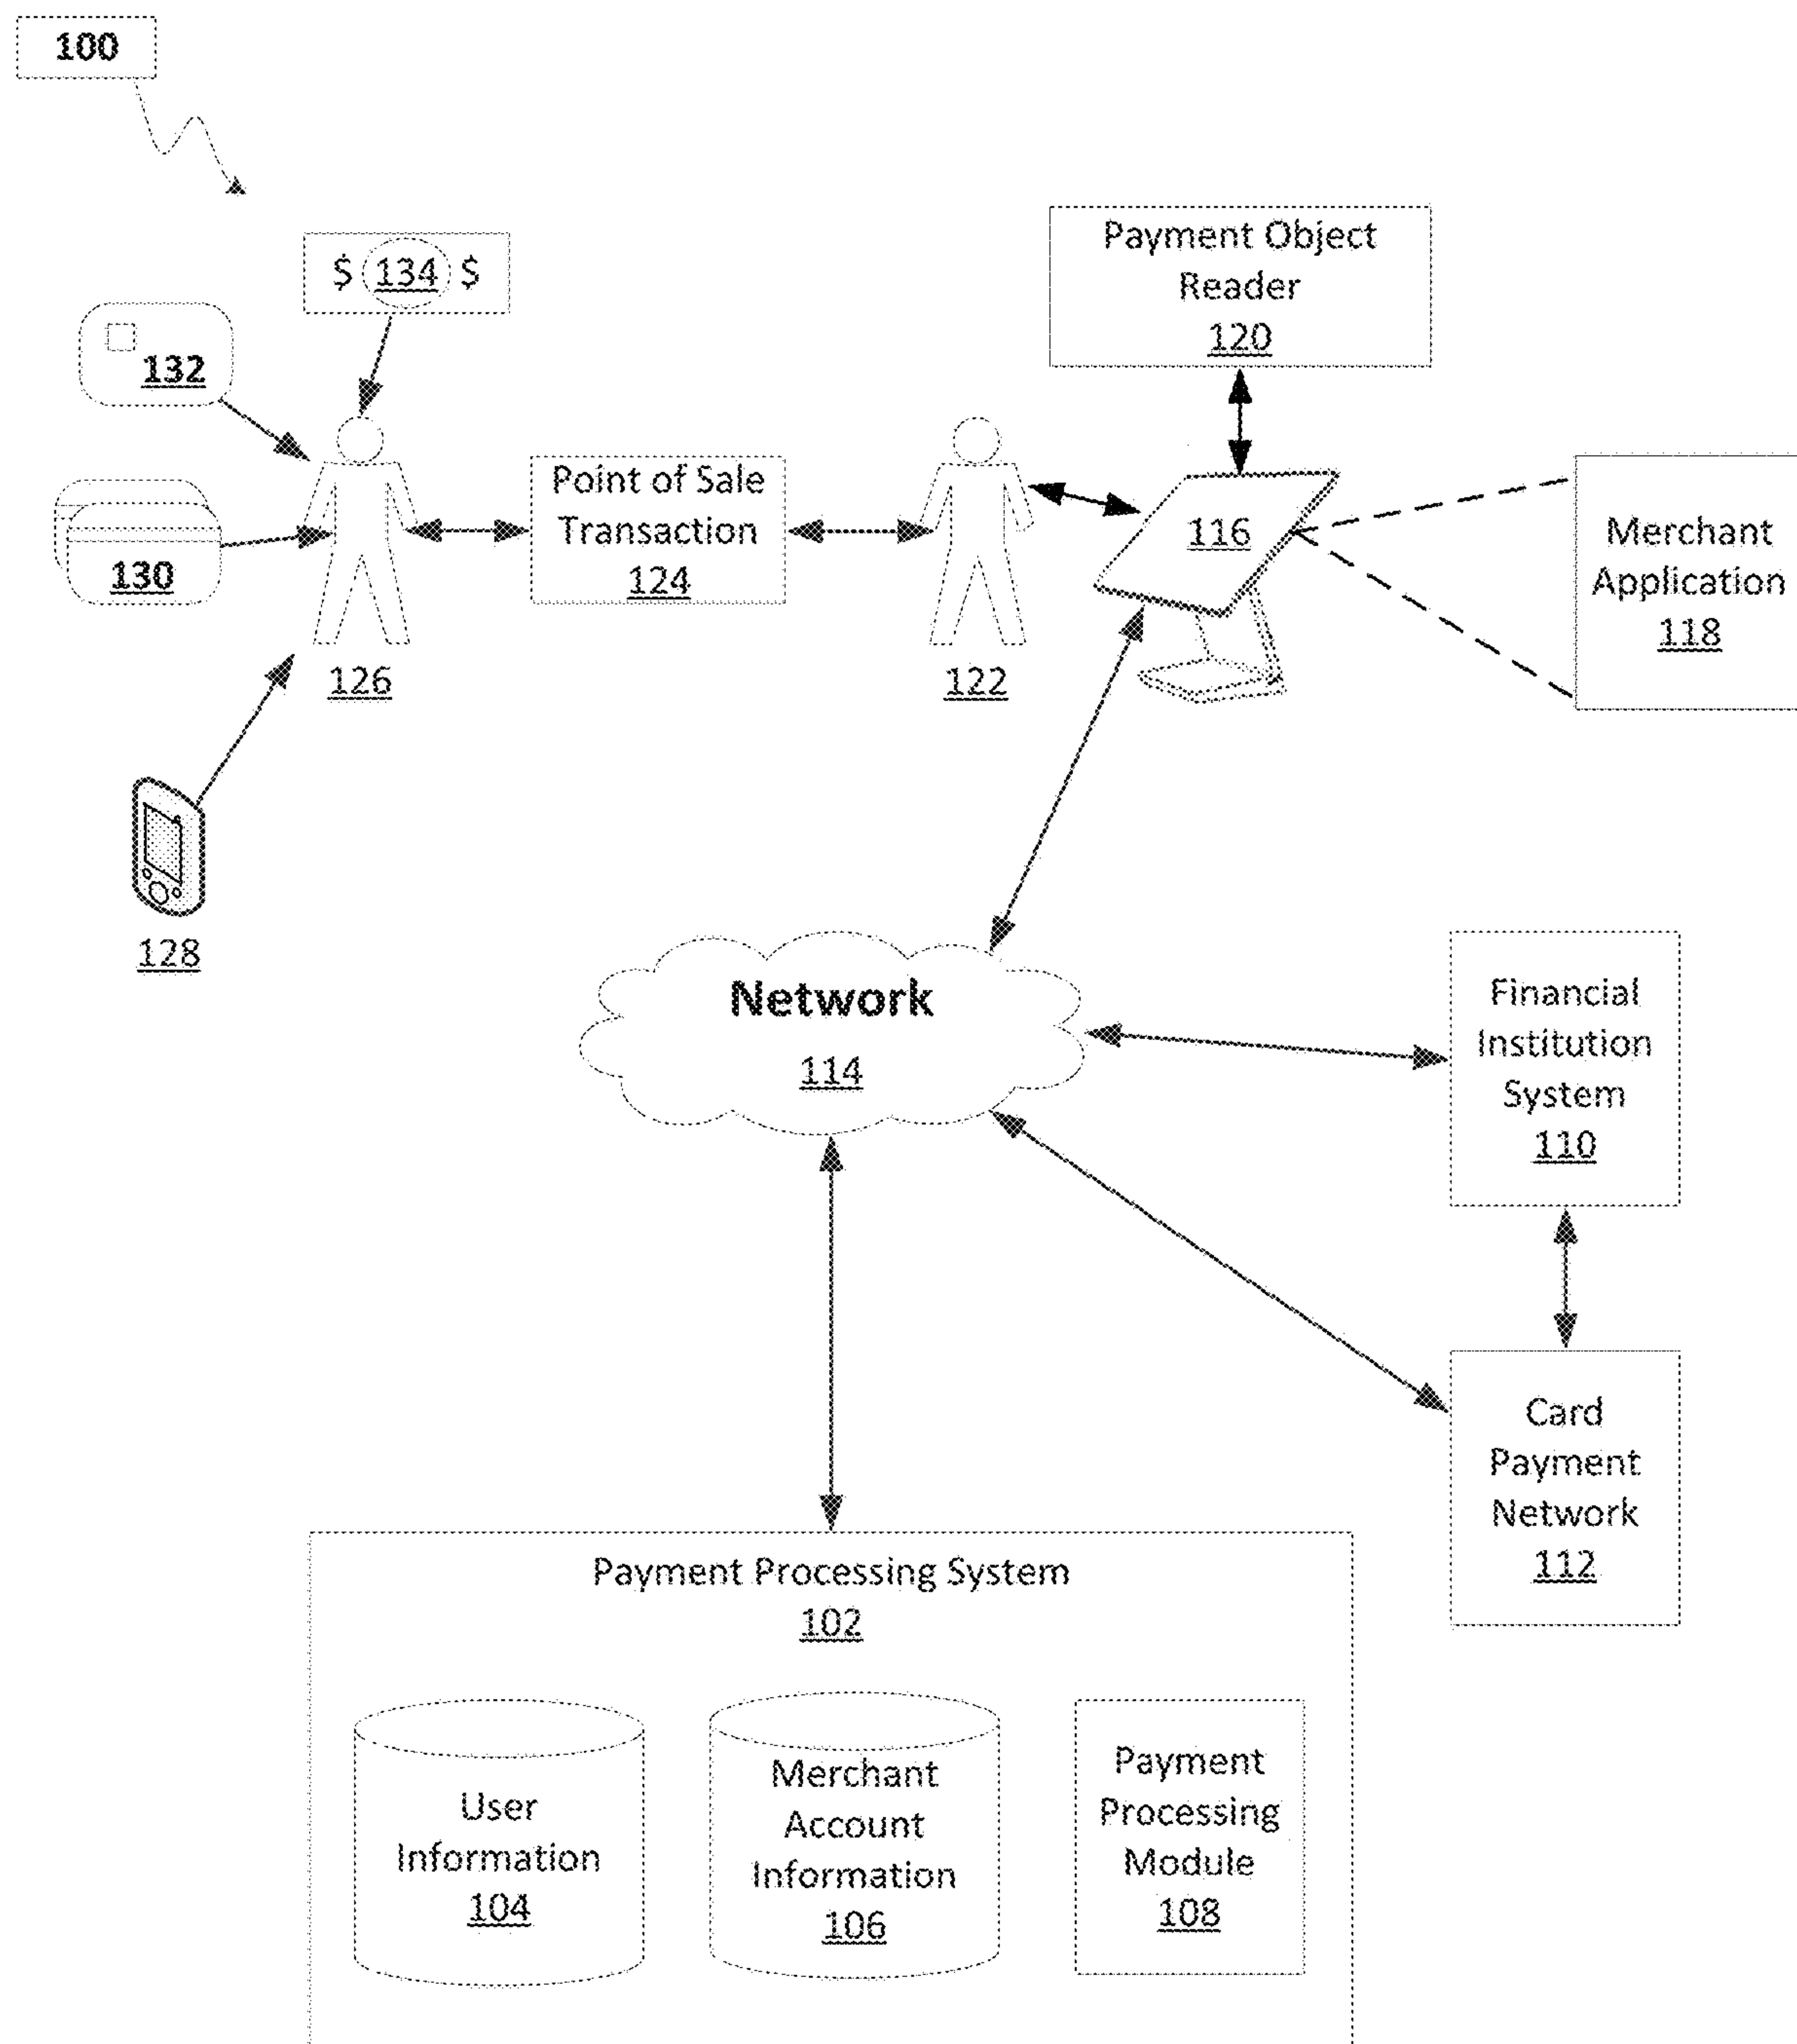 100
$ 134 $
132
130
126
128
Point of Sale
Transaction
124
122
Payment Object
Reader
120
116
Merchant
Application
118
Network
114
Financial
Institution
System
110
Card
Payment
Network
112
Payment Processing System
102
User
Information
104
Merchant
Account
Information
106
Payment
Processing
Module
108